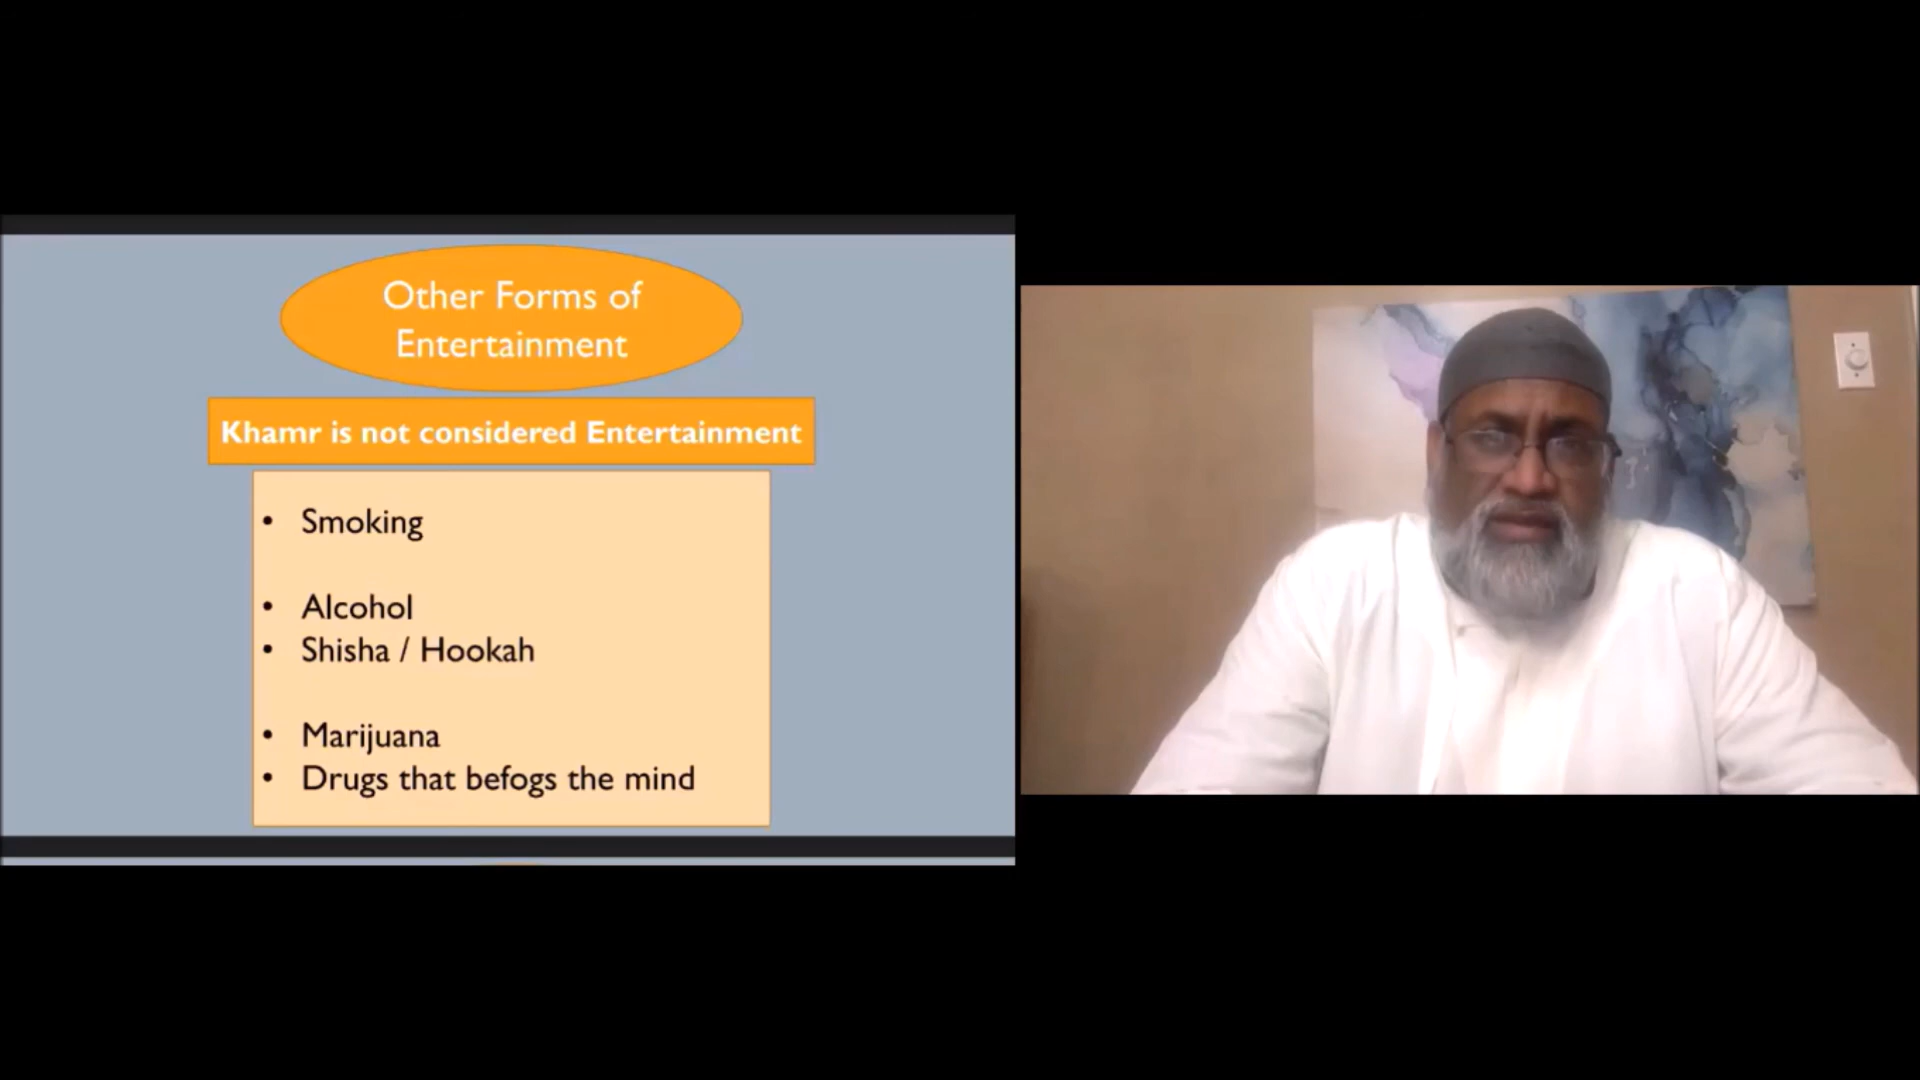 Other Forms of
Entertainment
Khamr is not considered Entertainment
• Smoking
• Alcohol
• Shisha / Hookah
• Marijuana
• Drugs that befogs the mind